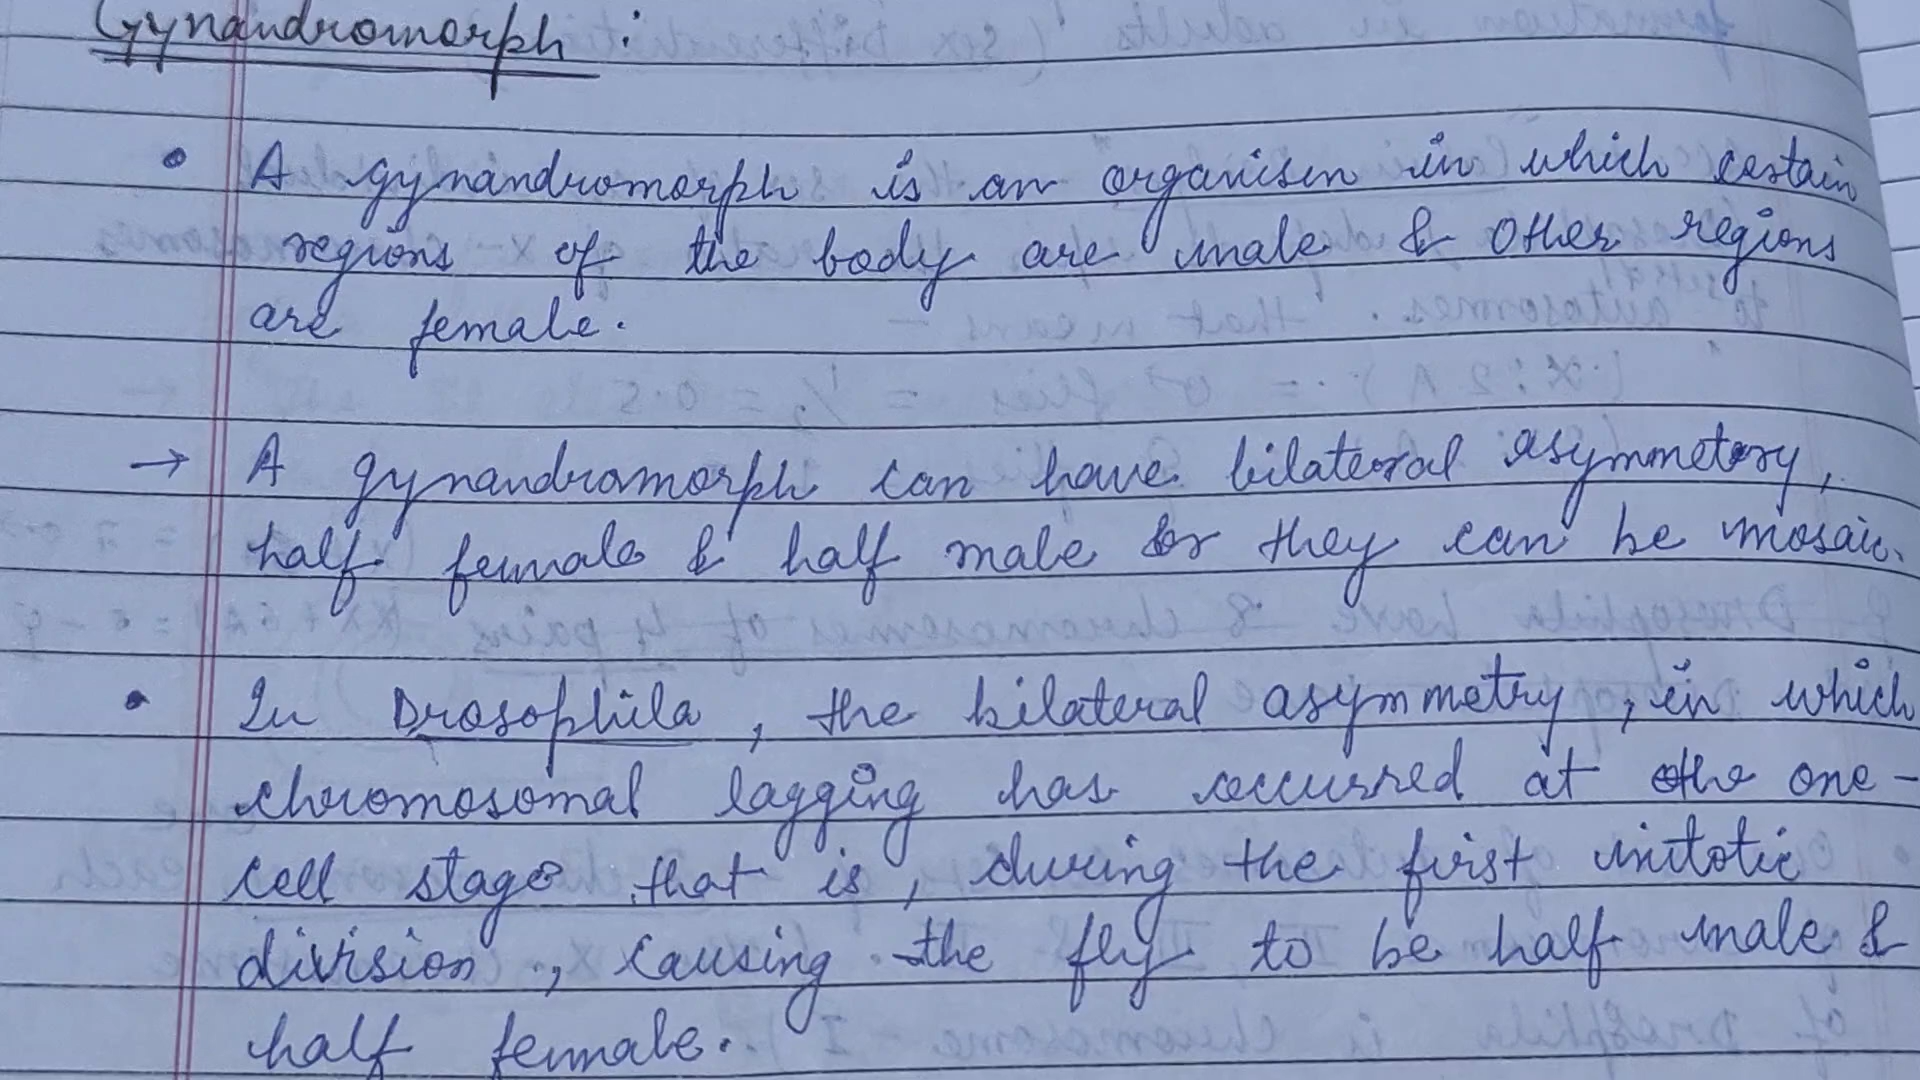 Gynandromorph :
• A gynandromorph is an organism in which certain
regions of the body are male & other regions
are female.
→ A gynandromorph can have bilateral asymmetry,
half female & half male or they can be mosaic.
• In Drosophila, the bilateral asymmetry, in which
chromosomal lagging has occurred at the one-
cell stage that is, during the first mitotic
division, causing the fly to be half male &
half female.